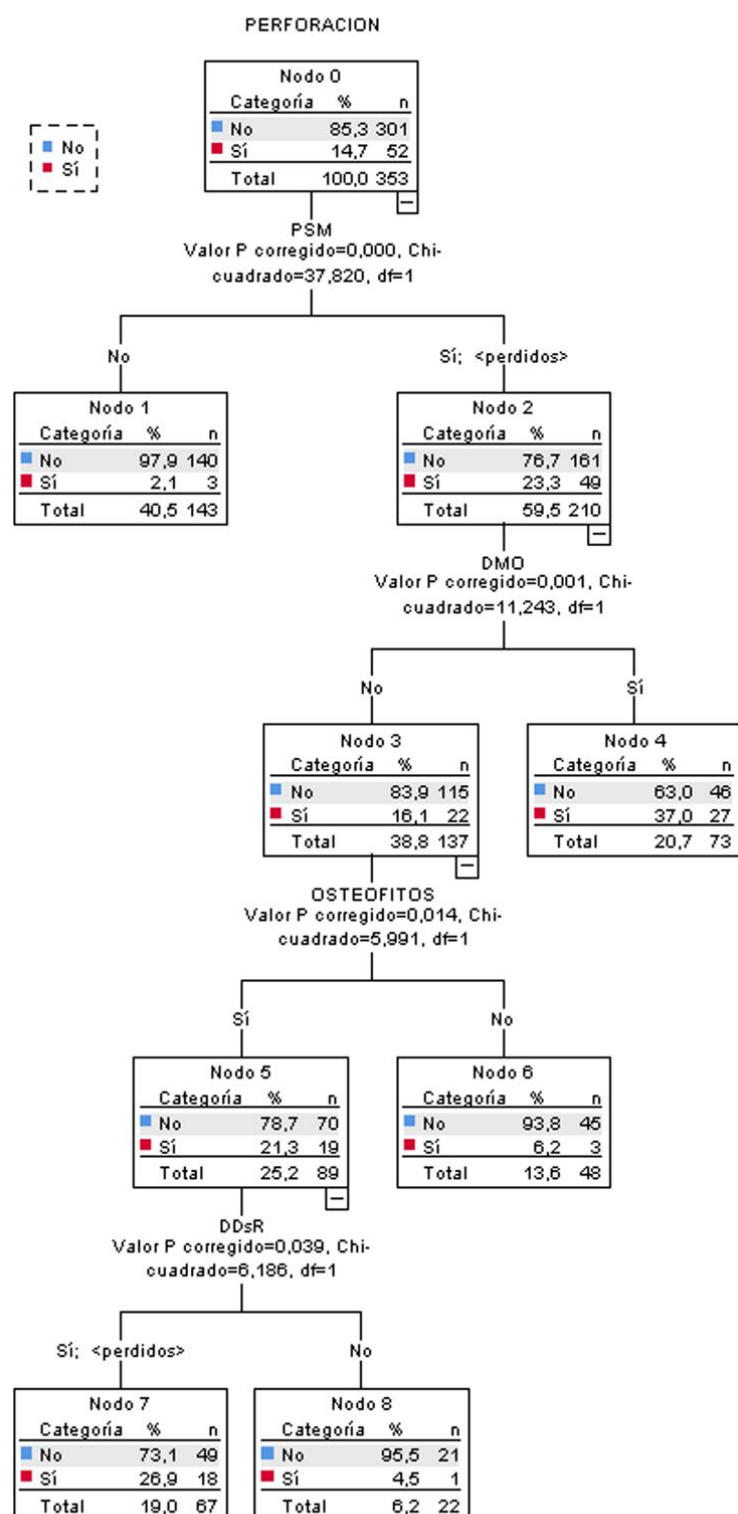 PERFORACION
No
Sí
Nodo 0
Categoría % n
No 85,3 301
Sí 14,7 52
Total 100,0 353
PSM
Valor P corregido=0,000, Chi-
cuadrado=37,820, df=1
No
Sí; <perdidos>
Nodo 1
Categoría % n
No 97,9 140
Sí 2,1 3
Total 40,5 143
Nodo 2
Categoría % n
No 76,7 161
Sí 23,3 49
Total 59,5 210
DMO
Valor P corregido=0,001, Chi-
cuadrado=11,243, df=1
No
Sí
Nodo 3
Categoría % n
No 83,9 115
Sí 16,1 22
Total 38,8 137
Nodo 4
Categoría % n
No 63,0 46
Sí 37,0 27
Total 20,7 73
OSTEOFITOS
Valor P corregido=0,014, Chi-
cuadrado=5,991, df=1
Sí
No
Nodo 5
Categoría % n
No 78,7 70
Sí 21,3 19
Total 25,2 89
Nodo 6
Categoría % n
No 93,8 45
Sí 6,2 3
Total 13,6 48
DDsR
Valor P corregido=0,039, Chi-
cuadrado=6,186, df=1
Sí; <perdidos>
No
Nodo 7
Categoría % n
No 73,1 49
Sí 26,9 18
Total 19,0 67
Nodo 8
Categoría % n
No 95,5 21
Sí 4,5 1
Total 6,2 22